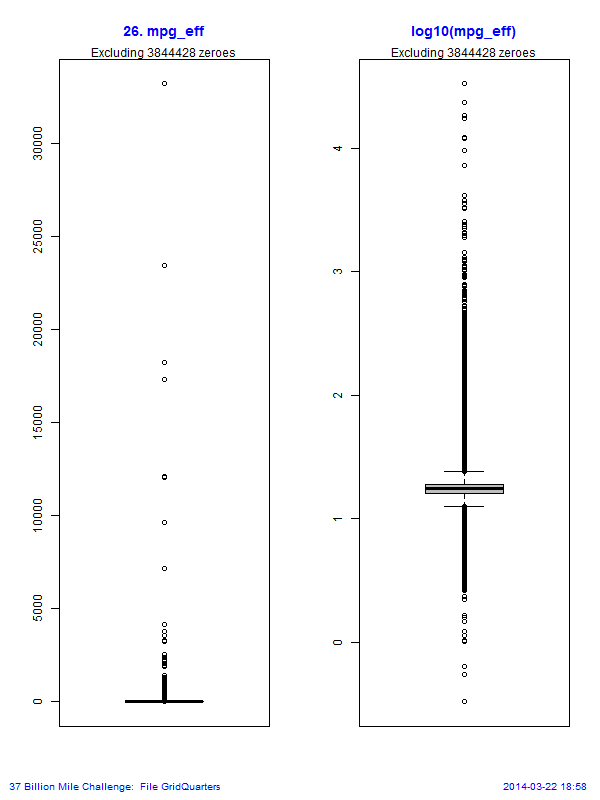 26. mpg_eff
Excluding 3844428 zeroes
30000
25000
20000
15000
10000
5000
0
log10(mpg_eff)
Excluding 3844428 zeroes
4
3
2
1
0
37 Billion Mile Challenge: File GridQuarters
2014-03-22 18:58